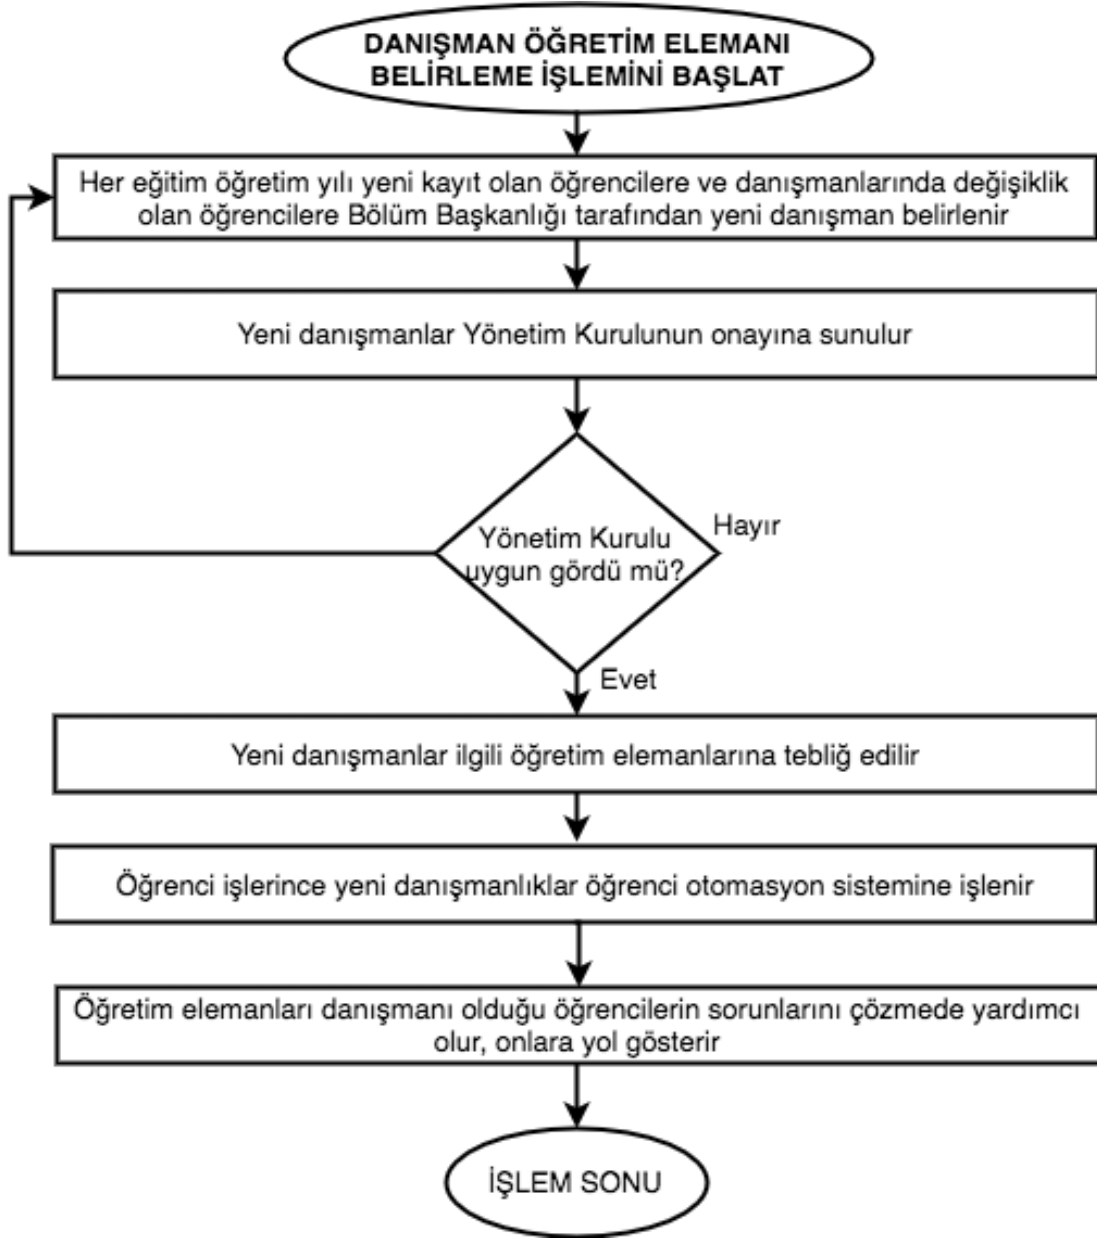 DANIŞMAN ÖĞRETİM ELEMANI
BELİRLEME İŞLEMİNİ BAŞLAT
Her eğitim öğretim yılı yeni kayıt olan öğrencilere ve danışmanlarında değişiklik
olan öğrencilere Bölüm Başkanlığı tarafından yeni danışman belirlenir
Yeni danışmanlar Yönetim Kurulunun onayına sunulur
Yönetim Kurulu
uygun gördü mü?
Hayır
Evet
Yeni danışmanlar ilgili öğretim elemanlarına tebliğ edilir
Öğrenci işlerince yeni danışmanlıklar öğrenci otomasyon sistemine işlenir
Öğretim elemanları danışmanı olduğu öğrencilerin sorunlarını çözmede yardımcı
olur, onlara yol gösterir
İŞLEM SONU